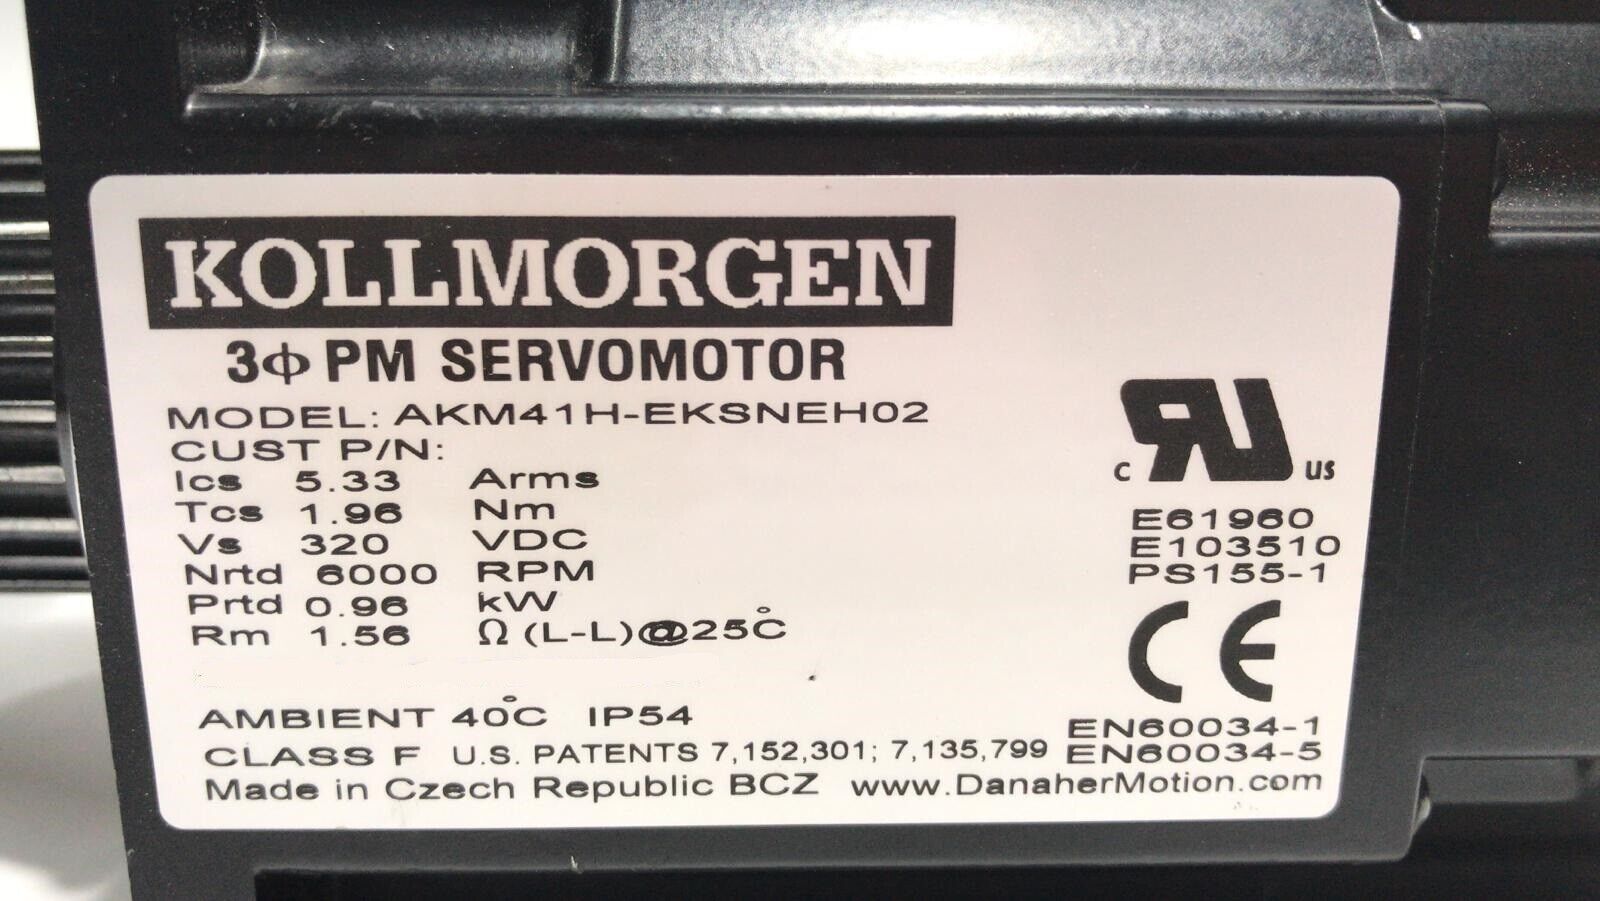 KOLLMORGEN
3ϕ PM SERVOMOTOR
MODEL: AKM41H-EKSNEH02
CUST P/N:
Ics 5.33 Arms
Tcs 1.96 Nm
Vs 320 VDC
Nrtd 6000 RPM
Prtd 0.96 kW
Rm 1.56 Ω (L-L)@25°C
AMBIENT 40°C IP54
CLASS F U.S. PATENTS 7,152,301; 7,135,799
Made in Czech Republic BCZ www.DanaherMotion.com
c RU us
E61960
E103510
PS155-1
CE
EN60034-1
EN60034-5